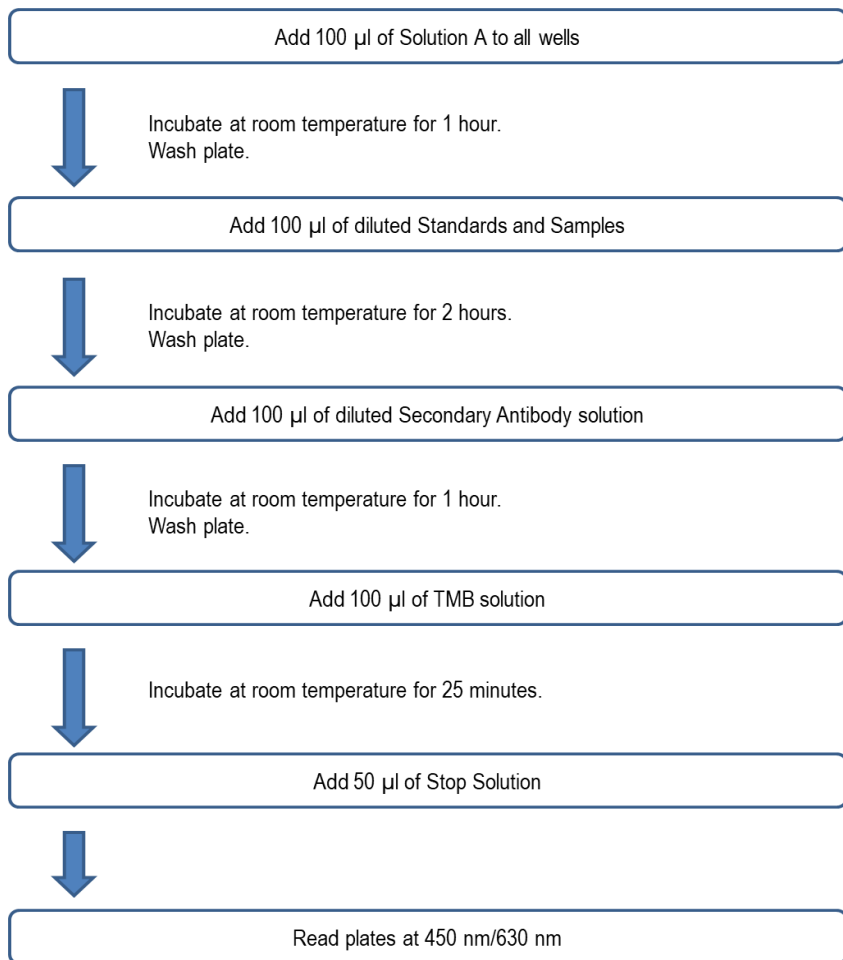 Add 100 µl of Solution A to all wells
Incubate at room temperature for 1 hour.
Wash plate.
Add 100 µl of diluted Standards and Samples
Incubate at room temperature for 2 hours.
Wash plate.
Add 100 µl of diluted Secondary Antibody solution
Incubate at room temperature for 1 hour.
Wash plate.
Add 100 µl of TMB solution
Incubate at room temperature for 25 minutes.
Add 50 µl of Stop Solution
Read plates at 450 nm/630 nm